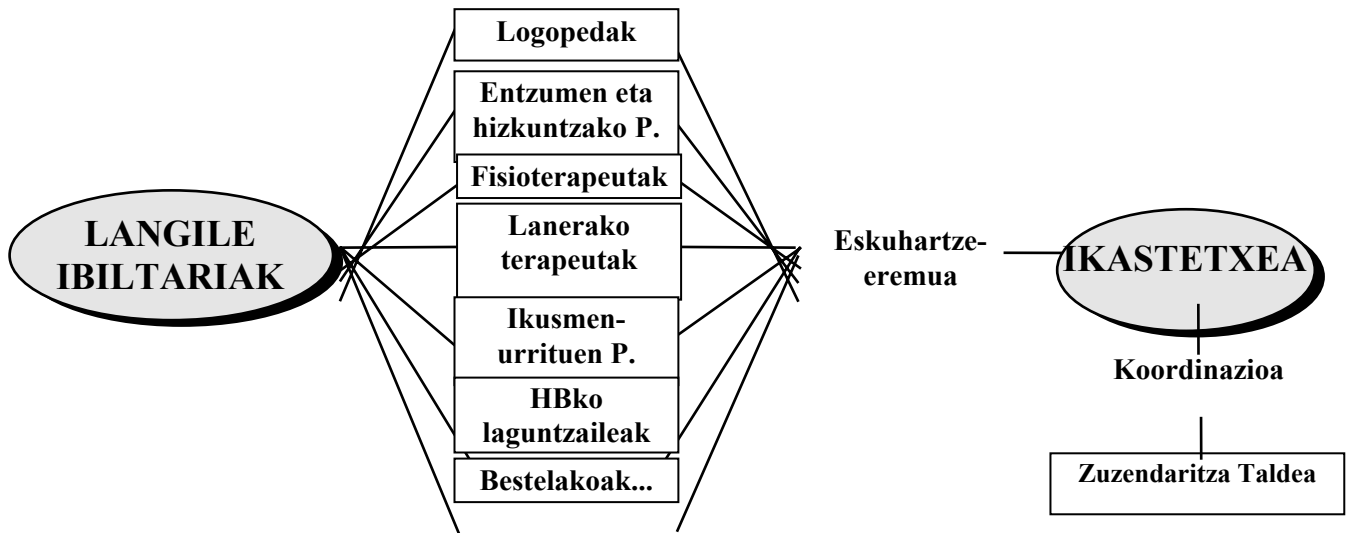 LANGILE
IBILTARIAK
Logopedak
Entzumen eta
hizkuntzako P.
Fisioterapeutak
Lanerako
terapeutak
Ikusmen-
urrituen P.
HBko
laguntzaileak
Bestelakoak...
Eskuhartze-
eremua
IKASTETXEA
Koordinazioa
Zuzendaritza Taldea